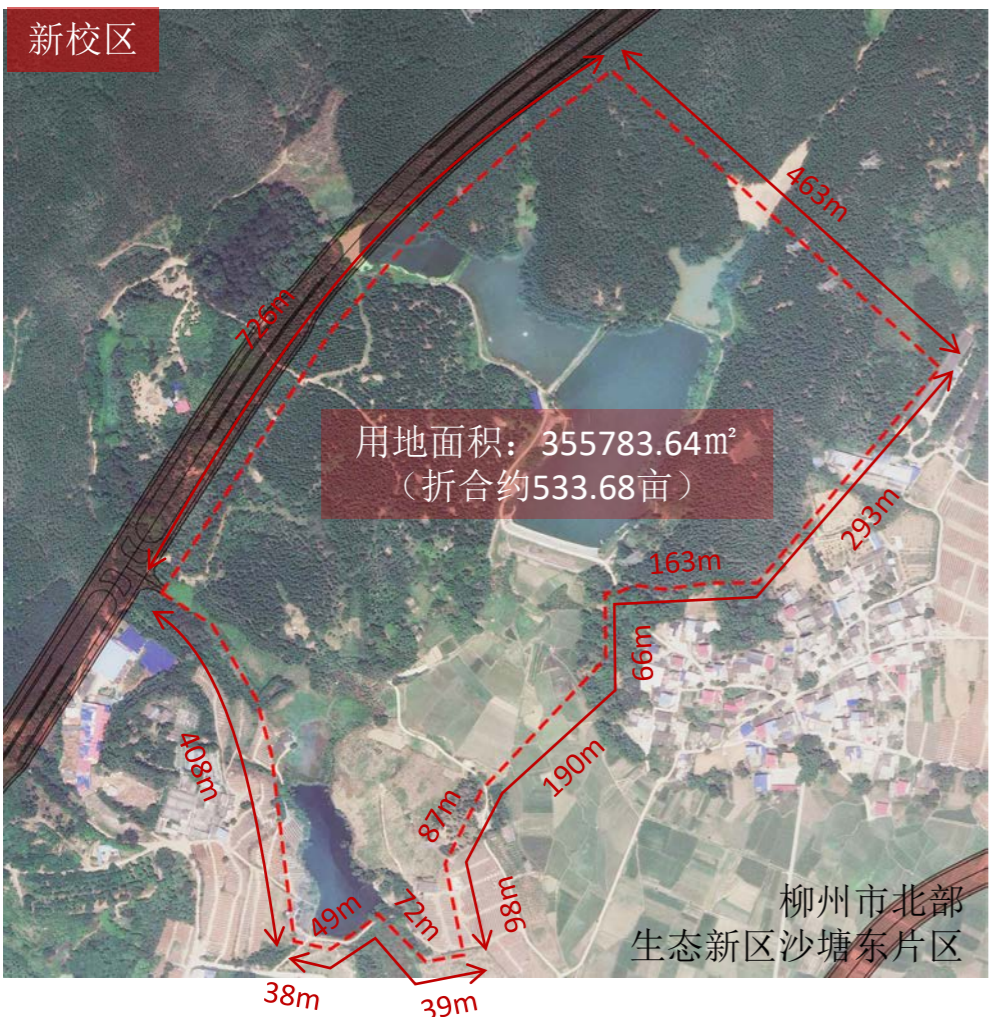 新校区
463m
726m
用地面积：355783.64㎡
（折合约533.68亩）
293m
163m
66m
190m
408m
87m
98m
49m
72m
柳州市北部
生态新区沙塘东片区
38m
39m